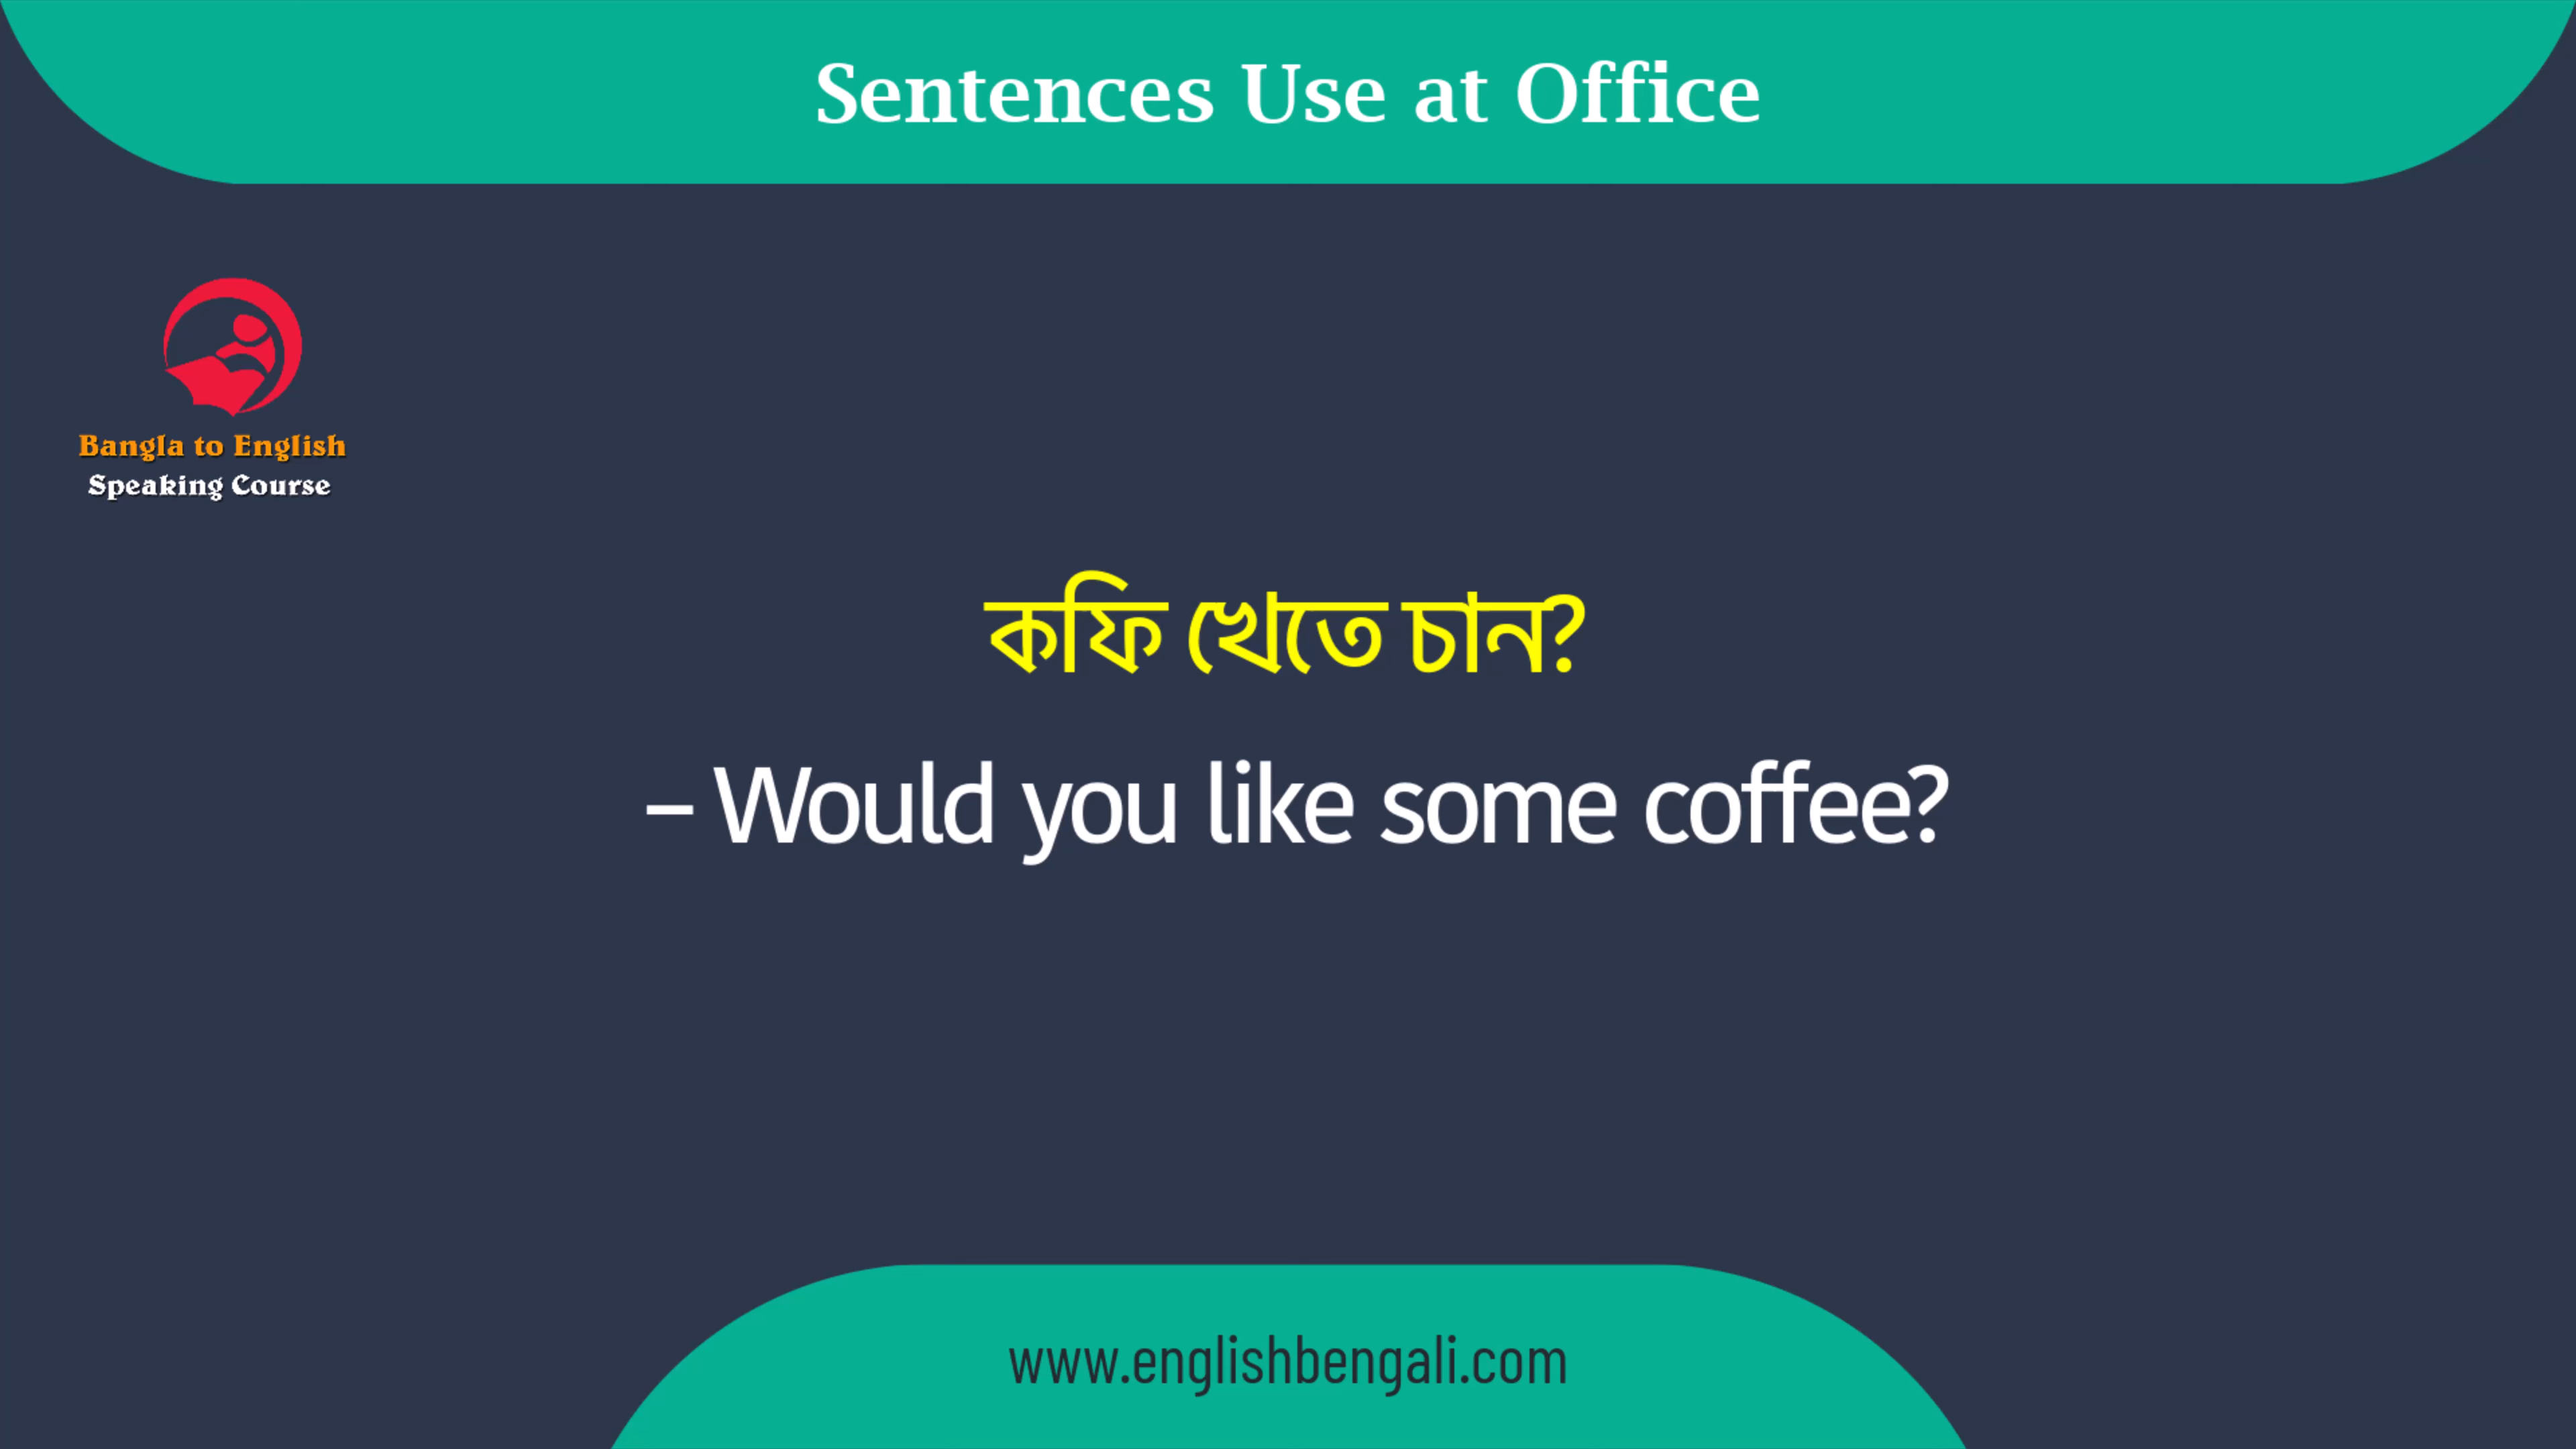 Sentences Use at Office
Bangla to English
Speaking Course
কফি খেতে চান?
– Would you like some coffee?
www.englishbengali.com